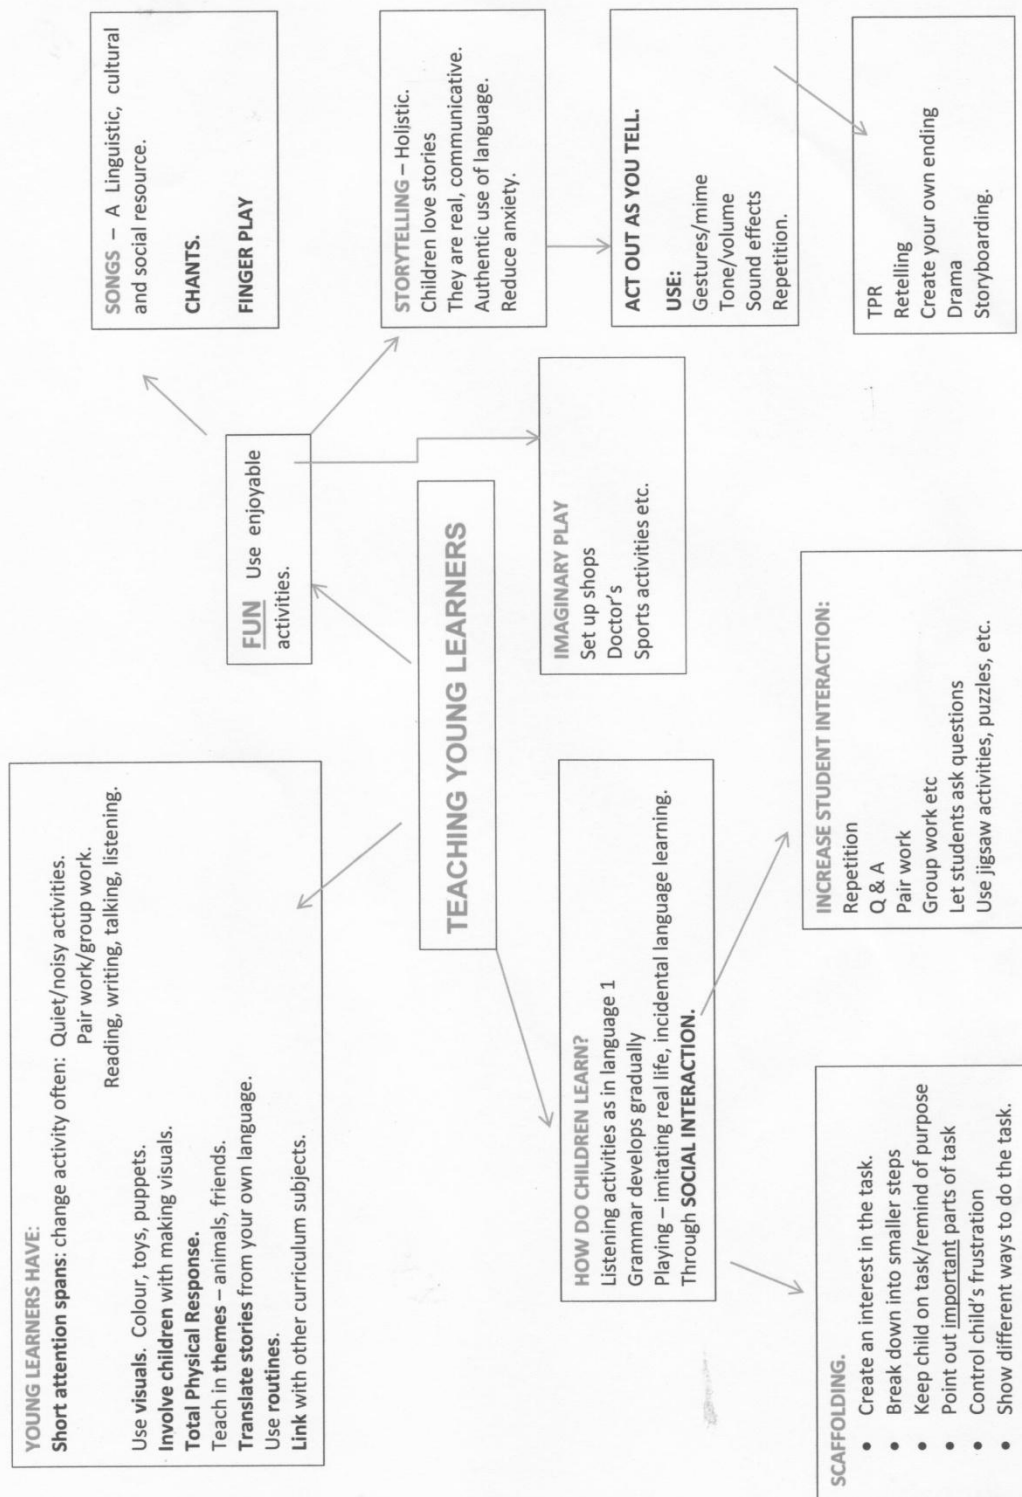 YOUNG LEARNERS HAVE:
Short attention spans: change activity often: Quiet/noisy activities.
Pair work/group work.
Reading, writing, talking, listening.
Use visuals. Colour, toys, puppets.
Involve children with making visuals.
Total Physical Response.
Teach in themes – animals, friends.
Translate stories from your own language.
Use routines.
Link with other curriculum subjects.
FUN Use enjoyable
activities.
SONGS – A Linguistic, cultural
and social resource.
CHANTS.
FINGER PLAY
TEACHING YOUNG LEARNERS
STORYTELLING – Holistic.
Children love stories
They are real, communicative.
Authentic use of language.
Reduce anxiety.
HOW DO CHILDREN LEARN?
Listening activities as in language 1
Grammar develops gradually
Playing – imitating real life, incidental language learning.
Through SOCIAL INTERACTION.
IMAGINARY PLAY
Set up shops
Doctor's
Sports activities etc.
ACT OUT AS YOU TELL.
USE:
Gestures/mime
Tone/volume
Sound effects
Repetition.
SCAFFOLDING.
• Create an interest in the task.
• Break down into smaller steps
• Keep child on task/remind of purpose
• Point out important parts of task
• Control child's frustration
• Show different ways to do the task.
INCREASE STUDENT INTERACTION:
Repetition
Q & A
Pair work
Group work etc
Let students ask questions
Use jigsaw activities, puzzles, etc.
TPR
Retelling
Create your own ending
Drama
Storyboarding.